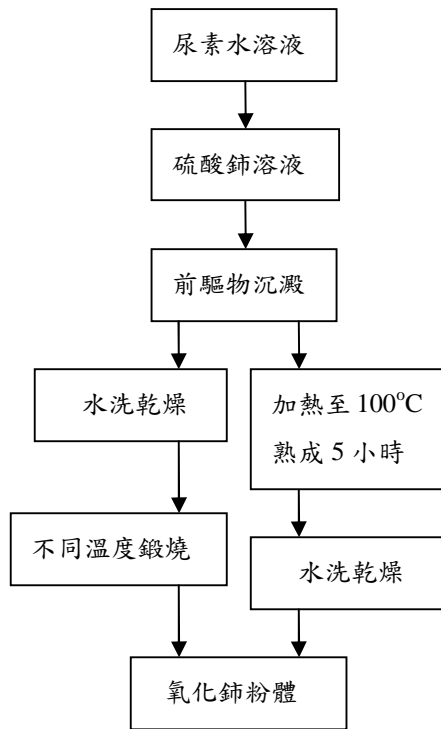 尿素水溶液
硫酸鈰溶液
前驅物沉澱
水洗乾燥
加熱至 100°C
熟成 5 小時
不同溫度鍛燒
水洗乾燥
氧化鈰粉體